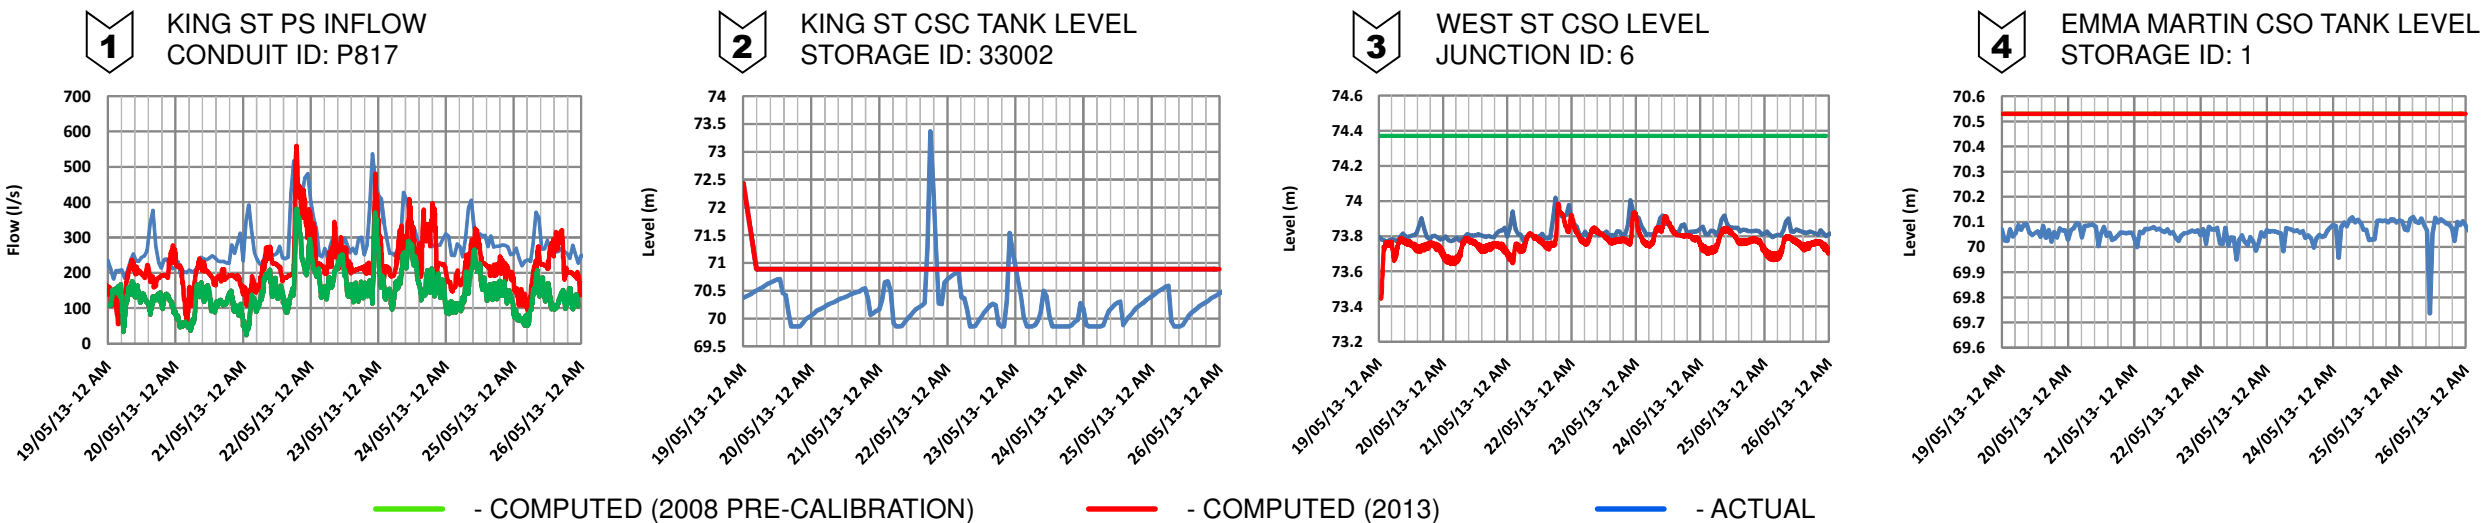 1
KING ST PS INFLOW
CONDUIT ID: P817
Flow (l/s)
700
600
500
400
300
200
100
0
19/05/13- 12 AM
20/05/13- 12 AM
21/05/13- 12 AM
22/05/13- 12 AM
23/05/13- 12 AM
24/05/13- 12 AM
25/05/13- 12 AM
26/05/13- 12 AM
2
KING ST CSC TANK LEVEL
STORAGE ID: 33002
Level (m)
74
73.5
73
72.5
72
71.5
71
70.5
70
69.5
19/05/13- 12 AM
20/05/13- 12 AM
21/05/13- 12 AM
22/05/13- 12 AM
23/05/13- 12 AM
24/05/13- 12 AM
25/05/13- 12 AM
26/05/13- 12 AM
3
WEST ST CSO LEVEL
JUNCTION ID: 6
Level (m)
74.6
74.4
74.2
74
73.8
73.6
73.4
73.2
19/05/13- 12 AM
20/05/13- 12 AM
21/05/13- 12 AM
22/05/13- 12 AM
23/05/13- 12 AM
24/05/13- 12 AM
25/05/13- 12 AM
26/05/13- 12 AM
4
EMMA MARTIN CSO TANK LEVEL
STORAGE ID: 1
Level (m)
70.6
70.5
70.4
70.3
70.2
70.1
70
69.9
69.8
69.7
69.6
19/05/13- 12 AM
20/05/13- 12 AM
21/05/13- 12 AM
22/05/13- 12 AM
23/05/13- 12 AM
24/05/13- 12 AM
25/05/13- 12 AM
26/05/13- 12 AM
- COMPUTED (2008 PRE-CALIBRATION)
- COMPUTED (2013)
- ACTUAL